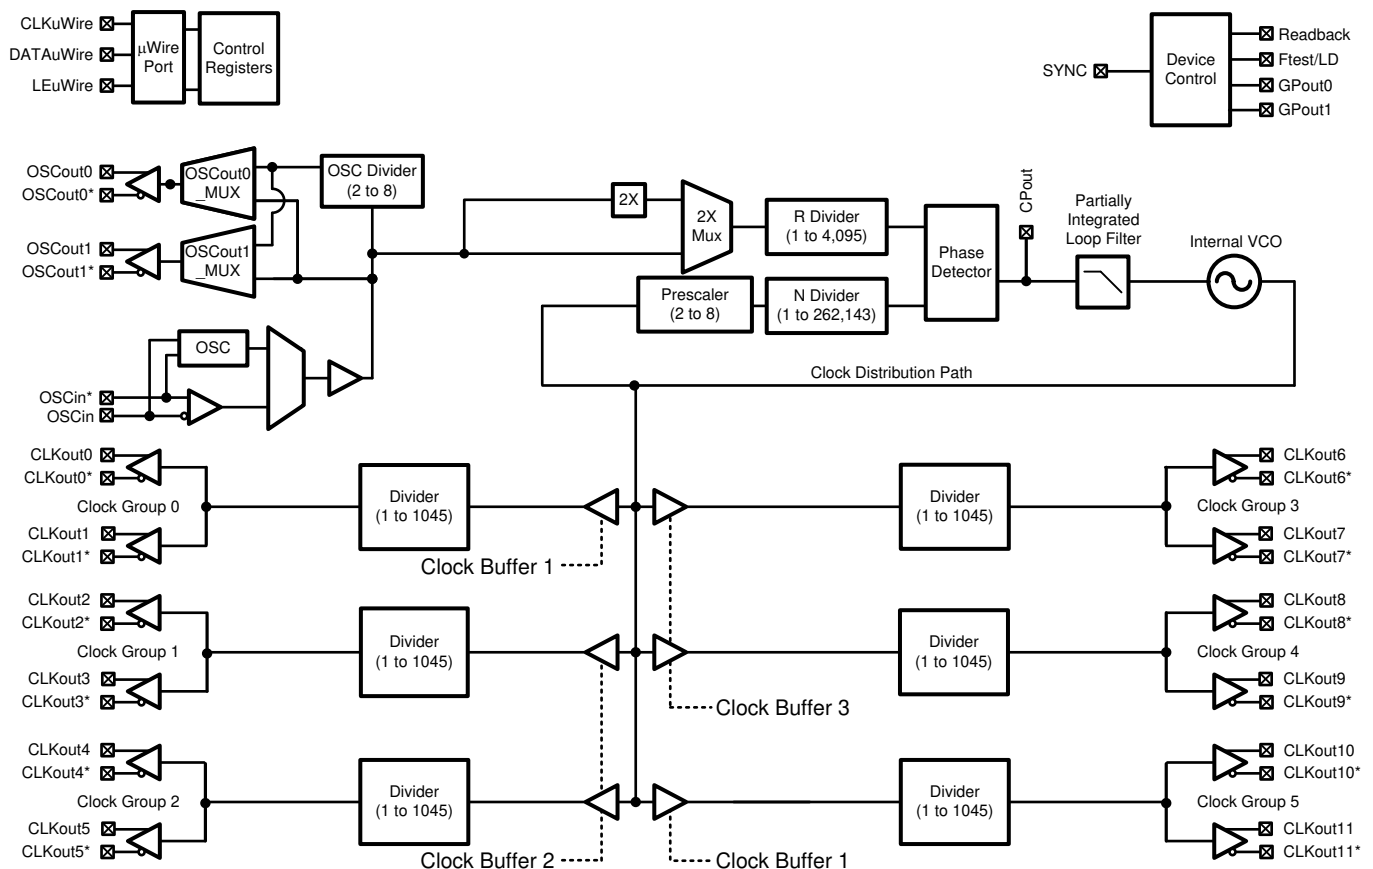 CLKuWire
DATAuWire
LEuWire
µWire
Port
Control
Registers
SYNC
Device
Control
Readback
Ftest/LD
GPout0
GPout1
OSCout0
OSCout0*
OSCout0
_MUX
OSC Divider
(2 to 8)
OSCout1
OSCout1*
OSCout1
_MUX
2X
2X
Mux
R Divider
(1 to 4,095)
Prescaler
(2 to 8)
N Divider
(1 to 262,143)
Phase
Detector
CPout
Partially
Integrated
Loop Filter
Internal VCO
OSC
OSCin*
OSCin
Clock Distribution Path
CLKout0
CLKout0*
Clock Group 0
CLKout1
CLKout1*
Divider
(1 to 1045)
Clock Buffer 1
Divider
(1 to 1045)
CLKout6
CLKout6*
Clock Group 3
CLKout7
CLKout7*
CLKout2
CLKout2*
Clock Group 1
CLKout3
CLKout3*
Divider
(1 to 1045)
Clock Buffer 3
Divider
(1 to 1045)
CLKout8
CLKout8*
Clock Group 4
CLKout9
CLKout9*
CLKout4
CLKout4*
Clock Group 2
CLKout5
CLKout5*
Divider
(1 to 1045)
Clock Buffer 2
Clock Buffer 1
Divider
(1 to 1045)
CLKout10
CLKout10*
Clock Group 5
CLKout11
CLKout11*